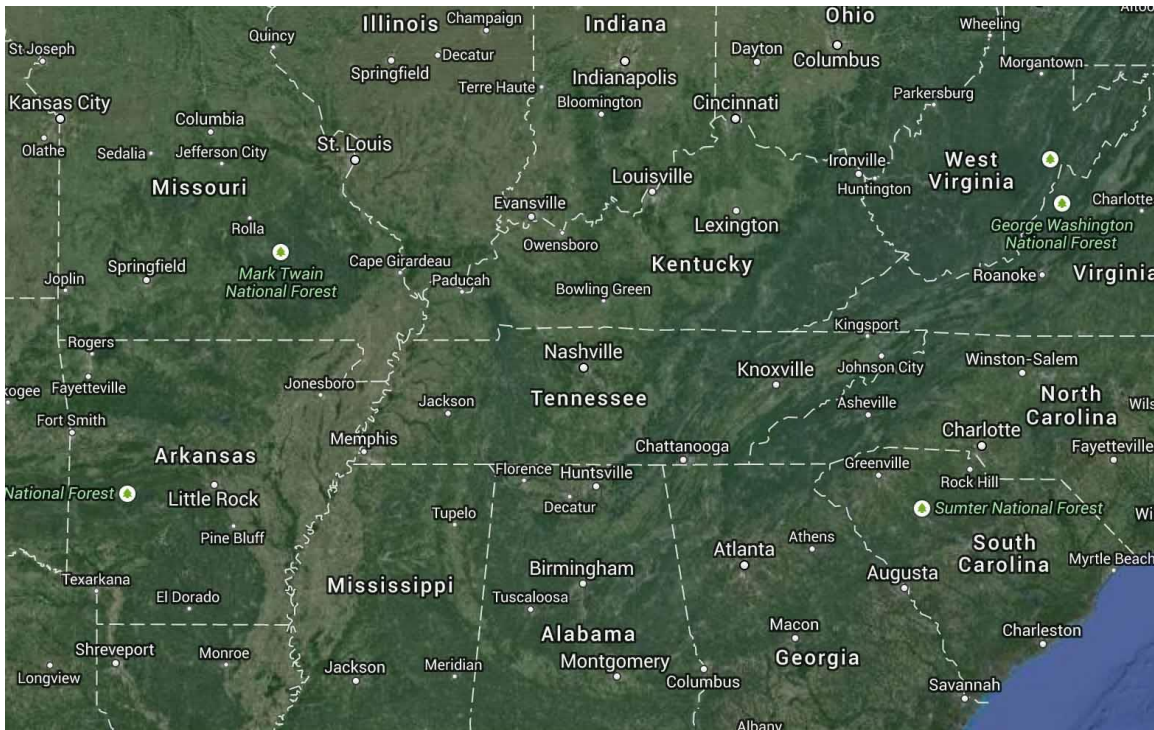 Illinois
Champaign
Indiana
Ohio
Wheeling
Quincy
St Joseph
Decatur
Springfield
Dayton
Columbus
Indianapolis
Terre Haute
Morgantown
Kansas City
Bloomington
Cincinnati
Parkersburg
Columbia
Olathe
Sedalia
Jefferson City
St. Louis
Ironville
West
Virginia
Missouri
Louisville
Huntington
Evansville
Charlotte
Rolla
Owensboro
Lexington
George Washington
National Forest
Springfield
Mark Twain
National Forest
Cape Girardeau
Kentucky
Joplin
Paducah
Roanoke
Virginia
Bowling Green
Kingsport
Rogers
Nashville
Winston-Salem
Knoxville
Johnson City
kogee
Fayetteville
Jonesboro
North
Carolina
Tennessee
Jackson
Asheville
Wils
Fort Smith
Charlotte
Memphis
Chattanooga
Fayetteville
Arkansas
Florence
Huntsville
Greenville
Rock Hill
National Forest
Little Rock
Decatur
Sumter National Forest
Tupelo
Wi
Pine Bluff
Atlanta
Athens
South
Carolina
Myrtle Beach
Texarkana
Mississippi
Birmingham
Augusta
El Dorado
Tuscaloosa
Alabama
Macon
Charleston
Shreveport
Monroe
Georgia
Longview
Jackson
Meridian
Montgomery
Columbus
Savannah
Albany